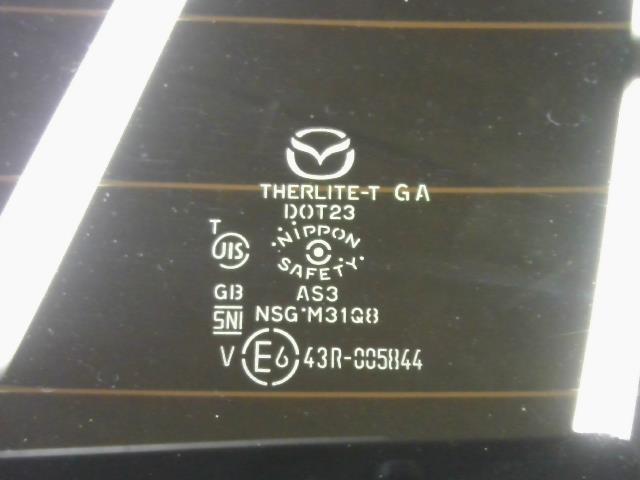 THERLITE-T GA
DOT23
T
JIS
NIPPON
SAFETY
GB
AS3
SNI
NSG M31Q8
V E6 43R-005844